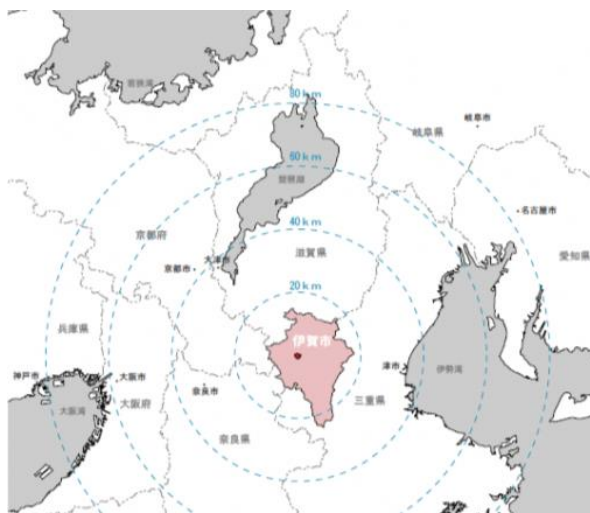 若狭湾
80km
岐阜市
岐阜県
60km
琵琶湖
名古屋市
40km
京都府
大津市
滋賀県
愛知県
京都市
20km
兵庫県
伊賀市
神戸市
大阪市
津市
伊勢湾
奈良市
大阪湾
大阪府
三重県
奈良県